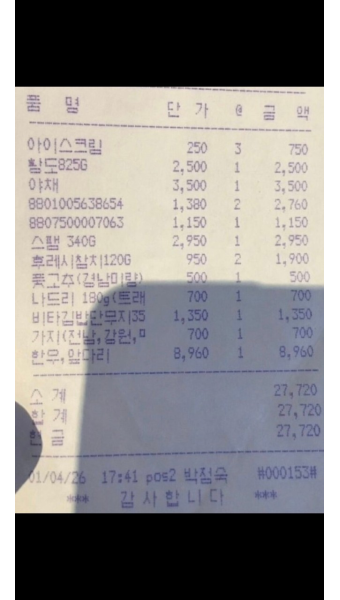 품 명 단 가 @ 금 액
아이스크림 250 3 750
황도825G 2,500 1 2,500
야채 3,500 1 3,500
8801005638654 1,380 2 2,760
8807500007063 1,150 1 1,150
스팸 340G 2,950 1 2,950
후레시참치120G 950 2 1,900
풋고추(경남미량) 500 1 500
나드리 180g(트래 700 1 700
비타김밥단무지35 1,350 1 1,350
가지(전남,강원,ㅁ 700 1 700
한우,앞다리 8,960 1 8,960
소 계 27,720
합 계 27,720
현 금 27,720
01/04/26 17:41 pos2 박점숙 #000153#
*** 감 사 합 니 다 ***